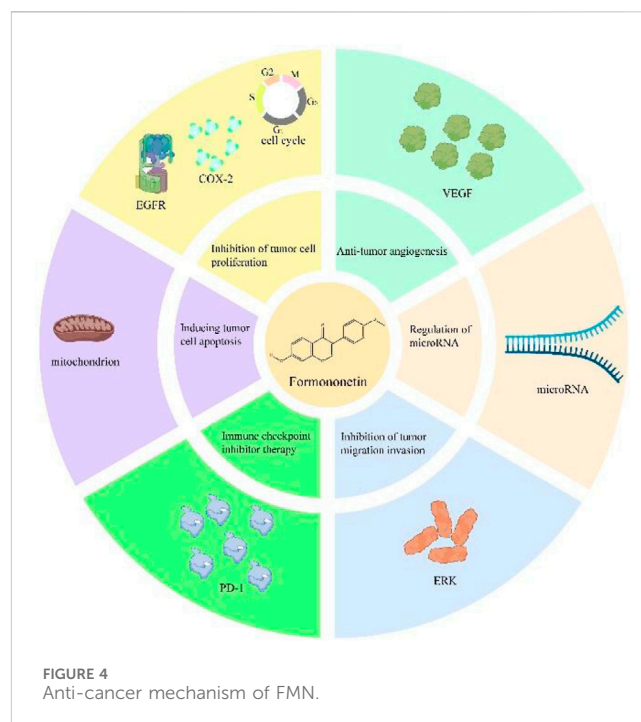 G2
M
S
G₀
G₁
cell cycle
COX-2
EGFR
VEGF
Inhibition of tumor cell
proliferation
Anti-tumor angiogenesis
mitochondrion
Inducing tumor
cell apoptosis
Formononetin
Regulation of
microRNA
microRNA
Immune checkpoint
inhibitor therapy
Inhibition of tumor
migration invasion
PD-1
ERK
FIGURE 4
Anti-cancer mechanism of FMN.